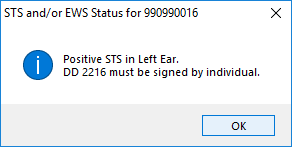 STS and/or EWS Status for 990990016
Positive STS in Left Ear.
DD 2216 must be signed by individual.
OK